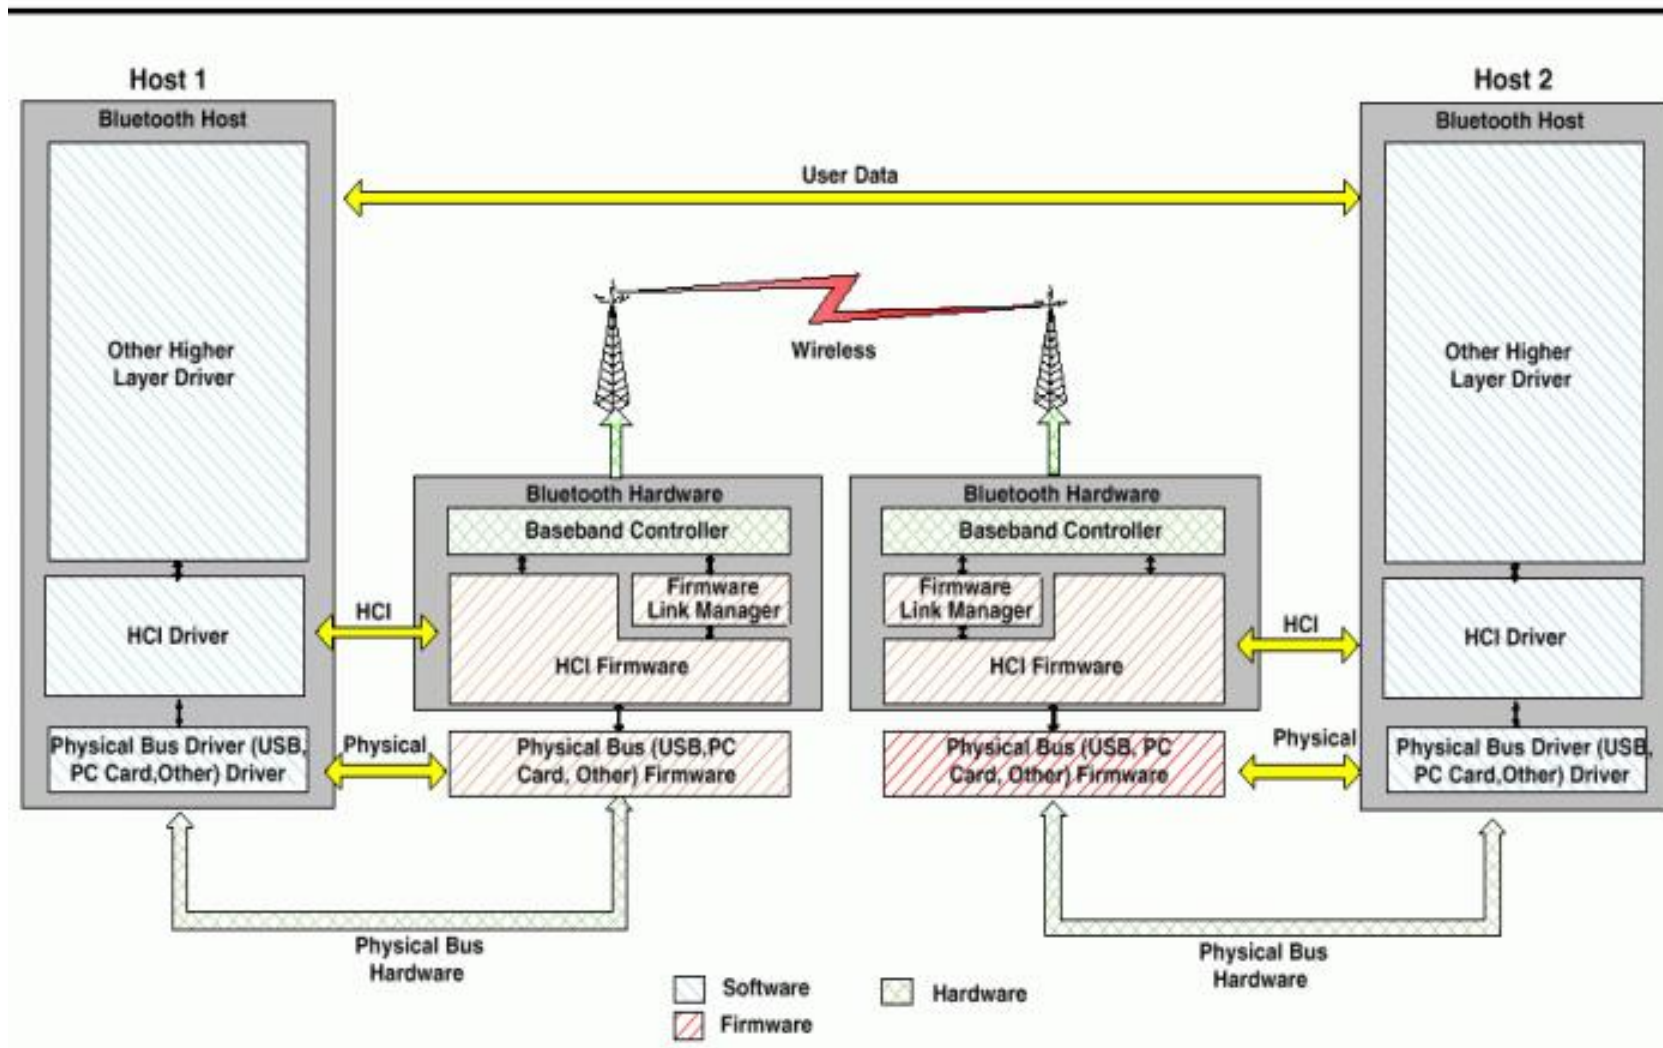 Host 1
Host 2
Bluetooth Host
Bluetooth Host
User Data
Wireless
Other Higher
Layer Driver
Other Higher
Layer Driver
Bluetooth Hardware
Bluetooth Hardware
Baseband Controller
Baseband Controller
Firmware
Link Manager
Firmware
Link Manager
HCI
HCI
HCI Driver
HCI Firmware
HCI Firmware
HCI Driver
Physical Bus Driver (USB,
PC Card,Other) Driver
Physical
Physical Bus (USB,PC
Card, Other) Firmware
Physical Bus (USB, PC
Card, Other) Firmware
Physical
Physical Bus Driver (USB,
PC Card,Other) Driver
Physical Bus
Hardware
Physical Bus
Hardware
Software
Hardware
Firmware